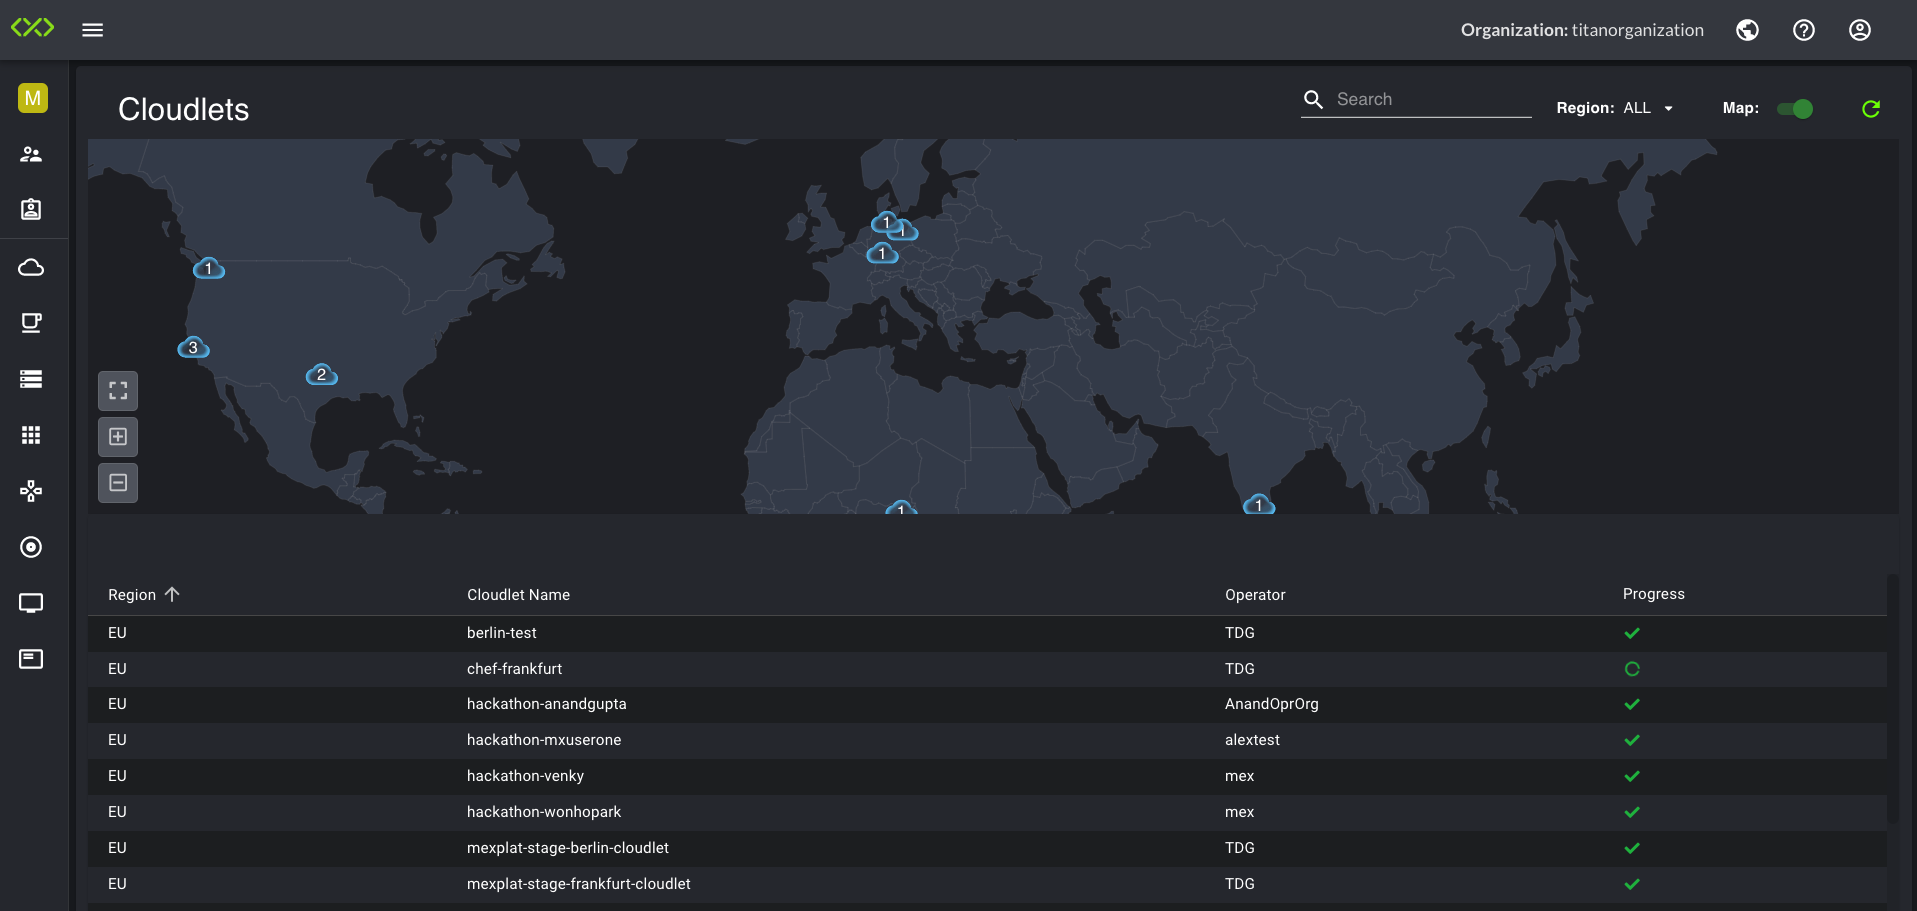 Organization: titanorganization
M
Cloudlets
Search
Region: ALL
Map:
1
1
1
1
3
2
1
1
Region Cloudlet Name Operator Progress
EU berlin-test TDG
EU chef-frankfurt TDG
EU hackathon-anandgupta AnandOprOrg
EU hackathon-mxuserone alextest
EU hackathon-venky mex
EU hackathon-wonhopark mex
EU mexplat-stage-berlin-cloudlet TDG
EU mexplat-stage-frankfurt-cloudlet TDG